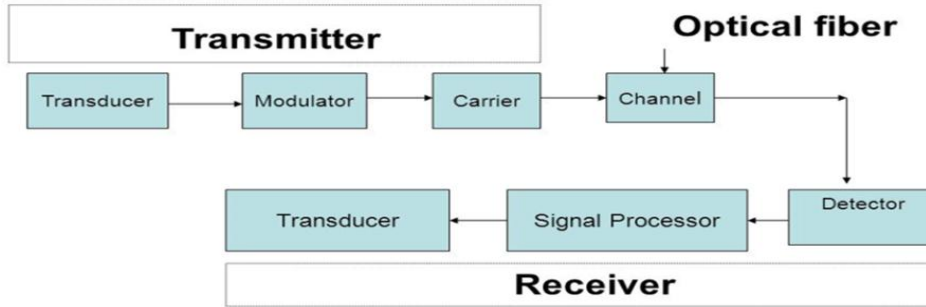 Transmitter
Optical fiber
Transducer
Modulator
Carrier
Channel
Transducer
Signal Processor
Detector
Receiver